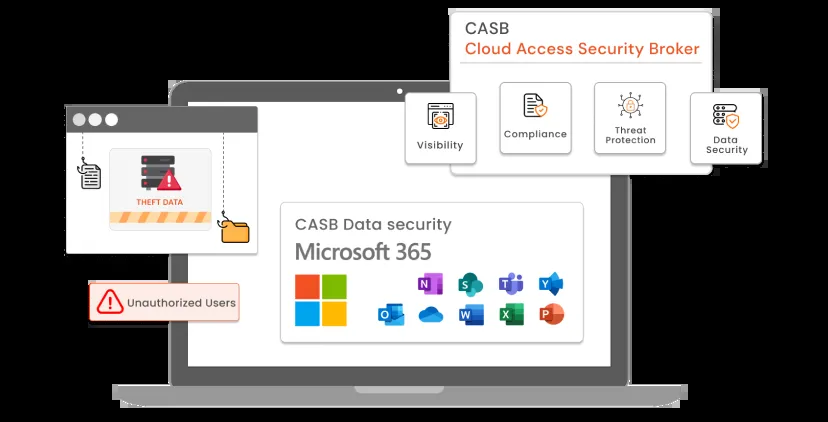 CASB
Cloud Access Security Broker
Visibility
Compliance
Threat
Protection
Data
Security
THEFT DATA
Unauthorized Users
CASB Data security
Microsoft 365
N
S
T
Y
O
W
X
P